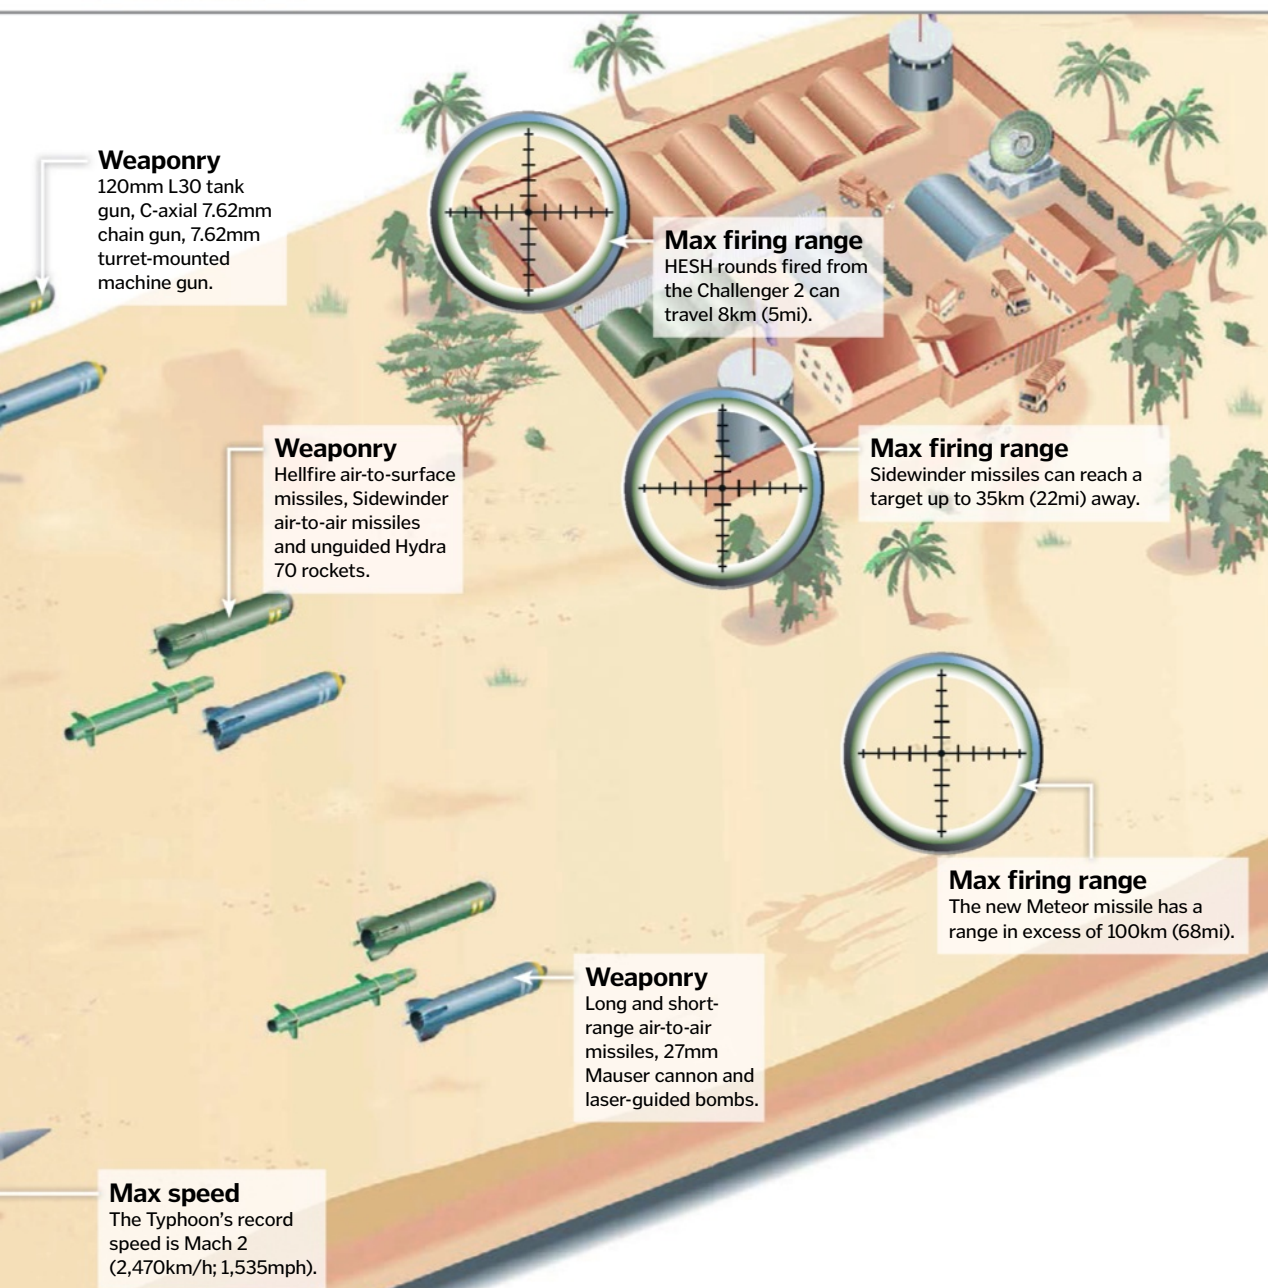 Weaponry
120mm L30 tank
gun, C-axial 7.62mm
chain gun, 7.62mm
turret-mounted
machine gun.
Max firing range
HESH rounds fired from
the Challenger 2 can
travel 8km (5mi).
Weaponry
Hellfire air-to-surface
missiles, Sidewinder
air-to-air missiles
and unguided Hydra
70 rockets.
Max firing range
Sidewinder missiles can reach a
target up to 35km (22mi) away.
Max firing range
The new Meteor missile has a
range in excess of 100km (68mi).
Weaponry
Long and short-
range air-to-air
missiles, 27mm
Mauser cannon and
laser-guided bombs.
Max speed
The Typhoon’s record
speed is Mach 2
(2,470km/h; 1,535mph).